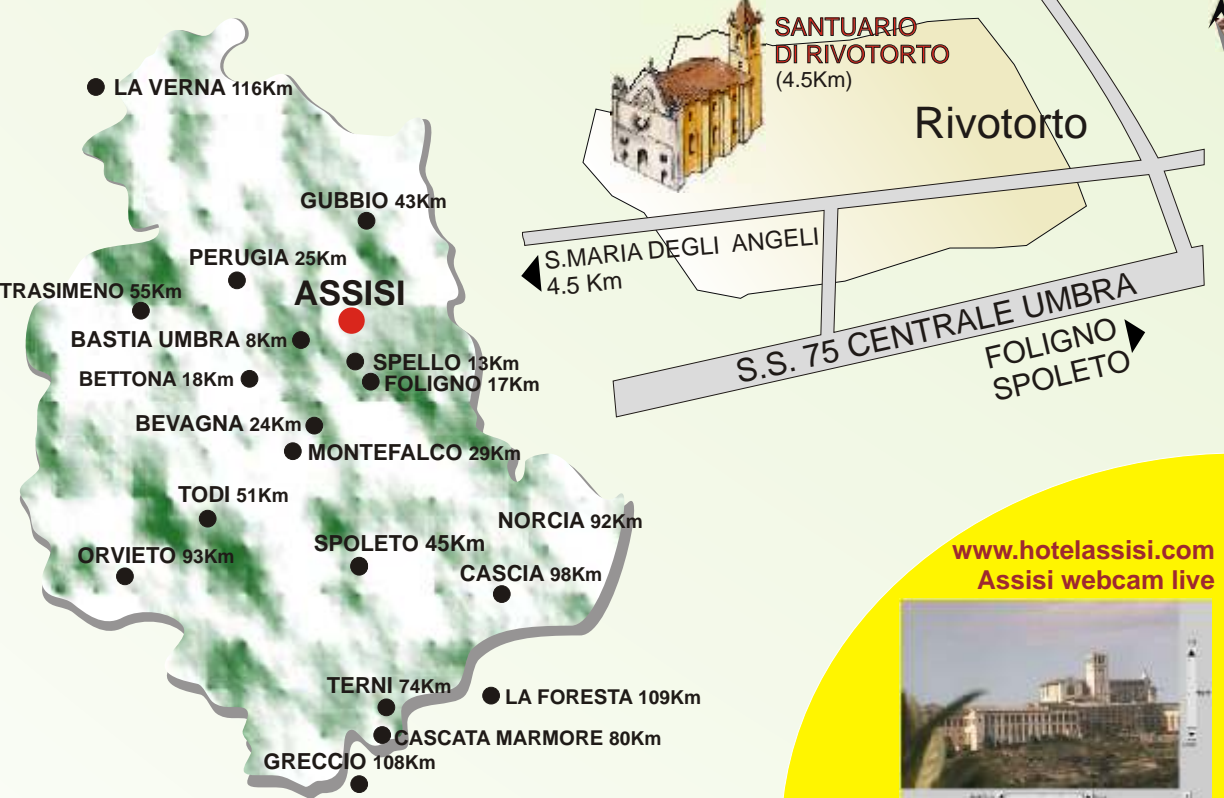 LA VERNA 116Km
GUBBIO 43Km
PERUGIA 25Km
TRASIMENO 55Km
ASSISI
BASTIA UMBRA 8Km
SPELLO 13Km
BETTONA 18Km
FOLIGNO 17Km
BEVAGNA 24Km
MONTEFALCO 29Km
TODI 51Km
NORCIA 92Km
ORVIETO 93Km
SPOLETO 45Km
CASCIA 98Km
TERNI 74Km
LA FORESTA 109Km
CASCATA MARMORE 80Km
GRECCIO 108Km
SANTUARIO
DI RIVOTORTO
(4.5Km)
Rivotorto
S.MARIA DEGLI ANGELI
4.5 Km
S.S. 75 CENTRALE UMBRA
FOLIGNO
SPOLETO
www.hotelassisi.com
Assisi webcam live